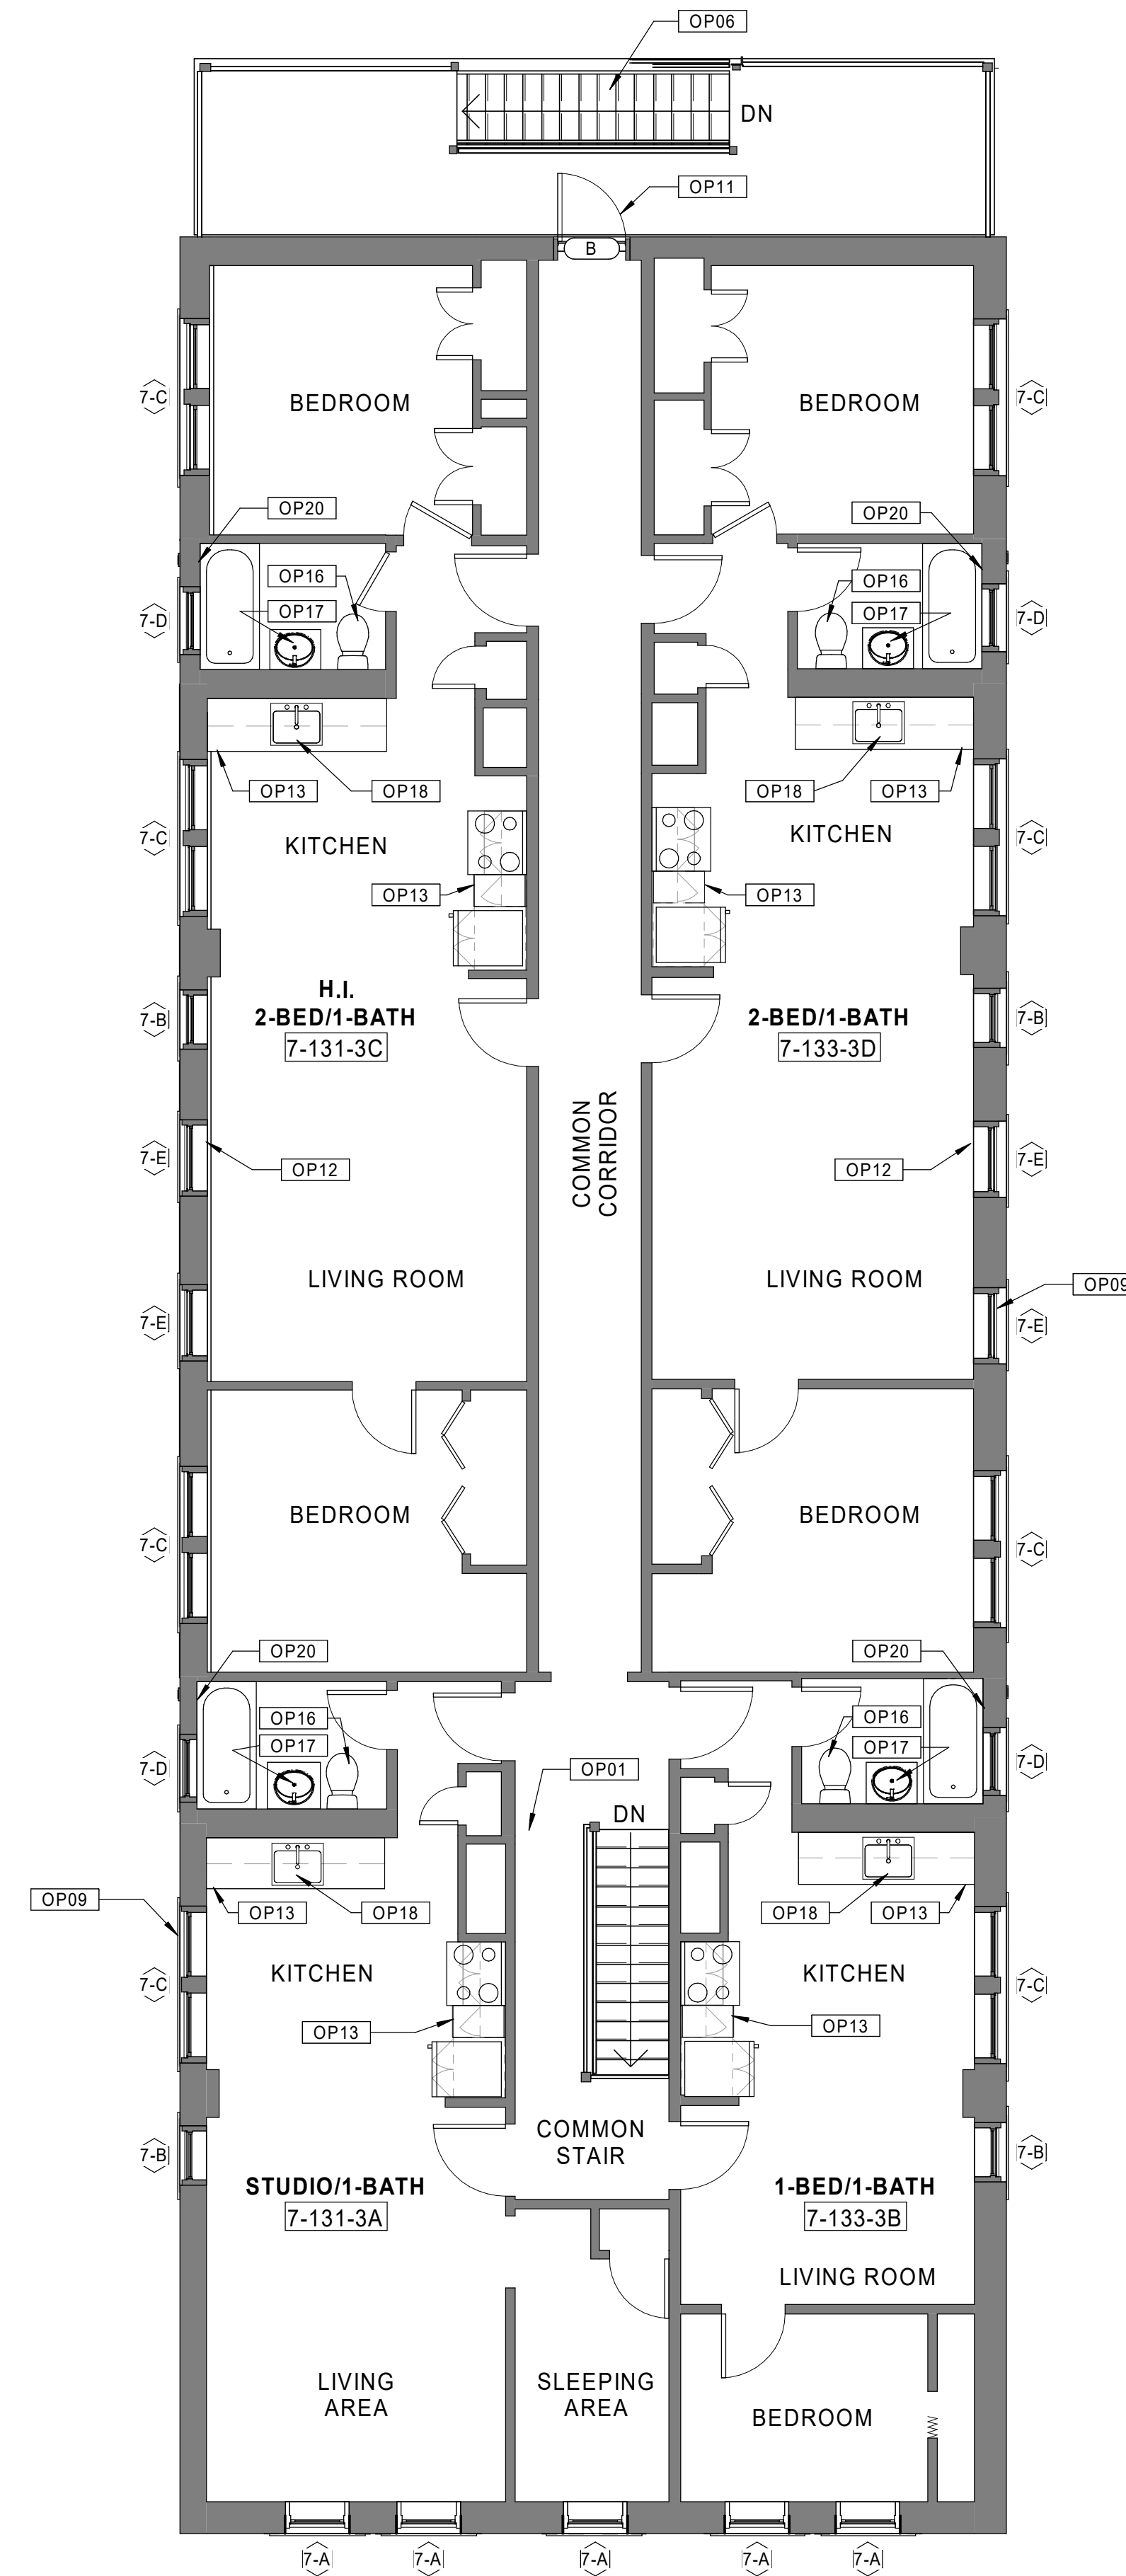 OP06
DN
OP11
B
BEDROOM
BEDROOM
7-C
7-C
OP20
OP20
OP16
OP16
OP17
OP17
7-D
7-D
OP13
OP18
OP18
OP13
7-C
7-C
KITCHEN
KITCHEN
OP13
OP13
H.I.
2-BED/1-BATH
7-131-3C
2-BED/1-BATH
7-133-3D
7-B
7-B
COMMON
CORRIDOR
OP12
OP12
7-E
7-E
LIVING ROOM
LIVING ROOM
OP09
7-E
7-E
BEDROOM
BEDROOM
7-C
7-C
OP20
OP20
OP16
OP16
OP17
OP17
7-D
7-D
OP01
DN
OP09
OP13
OP18
OP18
OP13
KITCHEN
KITCHEN
7-C
7-C
OP13
OP13
COMMON
STAIR
7-B
7-B
STUDIO/1-BATH
7-131-3A
1-BED/1-BATH
7-133-3B
LIVING ROOM
LIVING
AREA
SLEEPING
AREA
BEDROOM
7-A
7-A
7-A
7-A
7-A